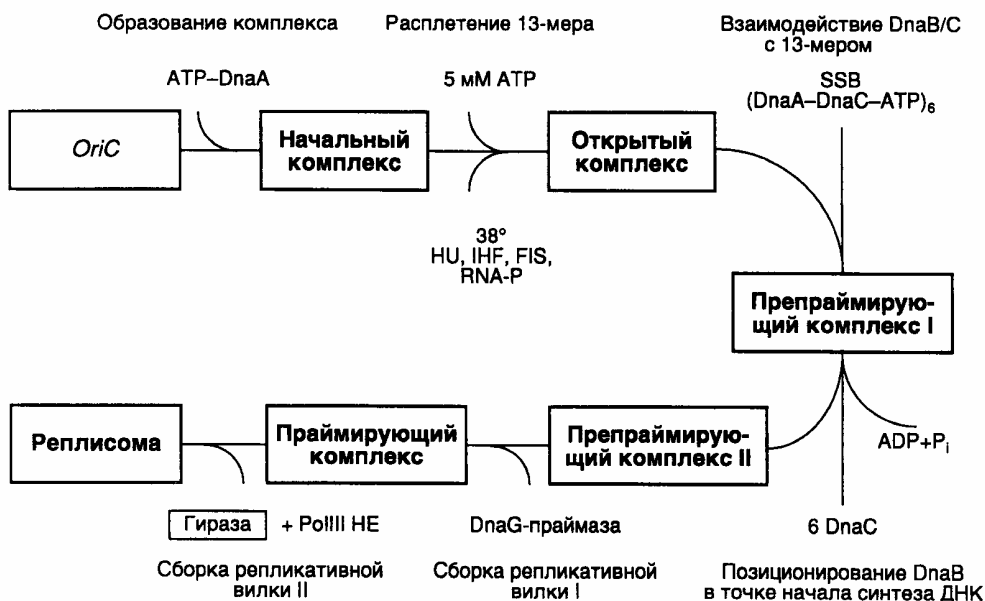 Образование комплекса
Расплетение 13-мера
Взаимодействие DnaB/C
с 13-мером
ATP–DnaA
5 мМ ATP
SSB
(DnaA–DnaC–ATP)₆
OriC
Начальный
комплекс
Открытый
комплекс
38°
HU, IHF, FIS,
RNA-P
Препраймирую-
щий комплекс I
Реплисома
Праймирующий
комплекс
Препраймирую-
щий комплекс II
ADP+Pᵢ
Гираза + PolIII HE
DnaG-праймаза
6 DnaC
Сборка репликативной
вилки II
Сборка репликативной
вилки I
Позиционирование DnaB
в точке начала синтеза ДНК